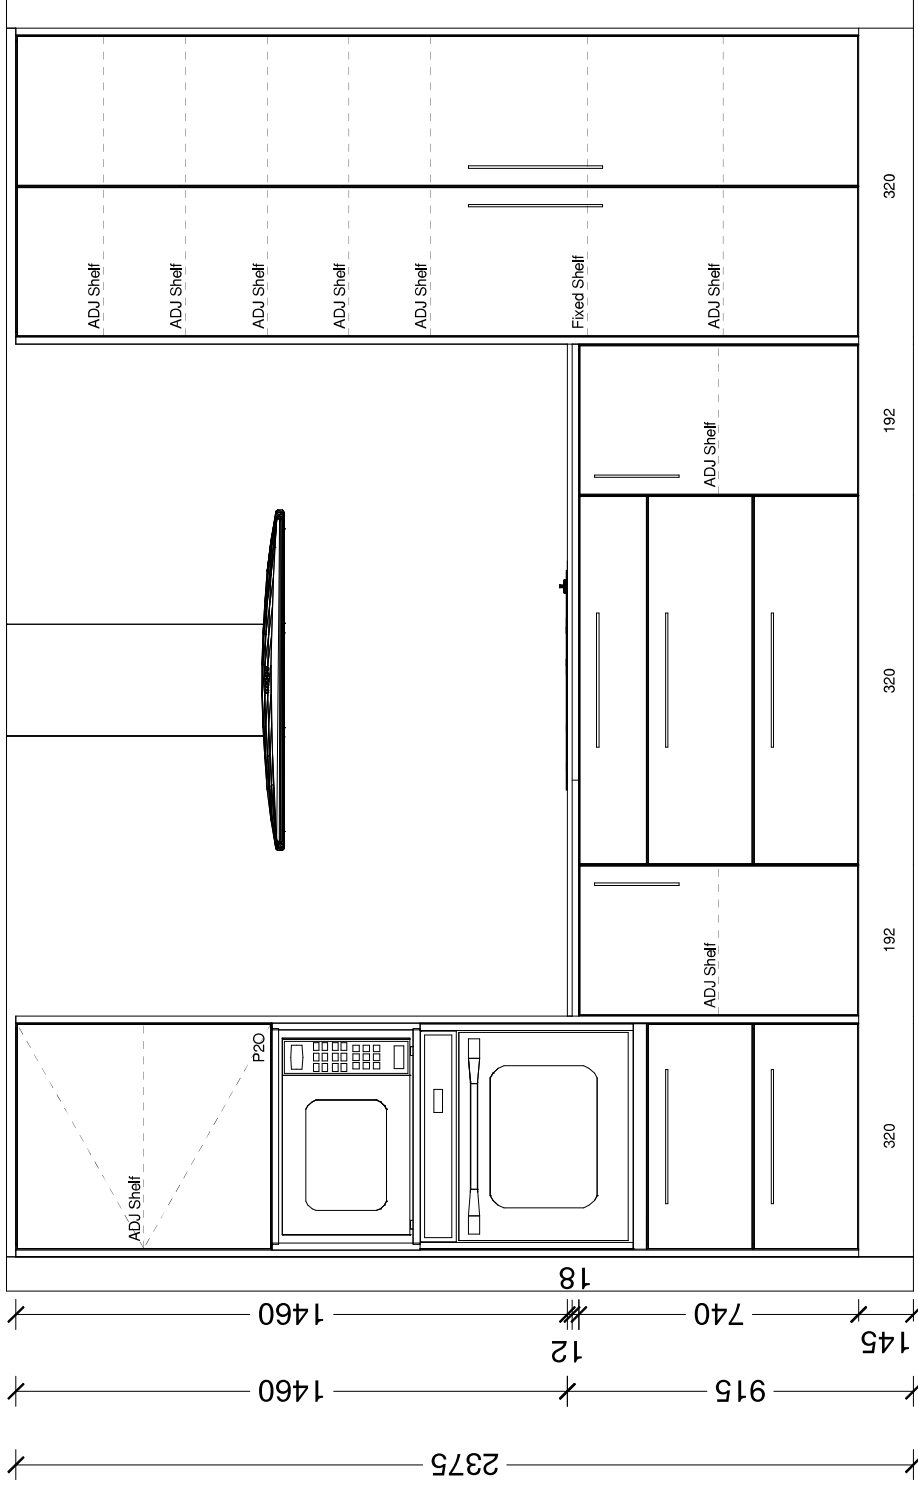 ADJ Shelf
ADJ Shelf
ADJ Shelf
ADJ Shelf
ADJ Shelf
Fixed Shelf
ADJ Shelf
320
ADJ Shelf
192
320
ADJ Shelf
192
P2O
ADJ Shelf
320
18
1460
740
12
145
1460
915
2375